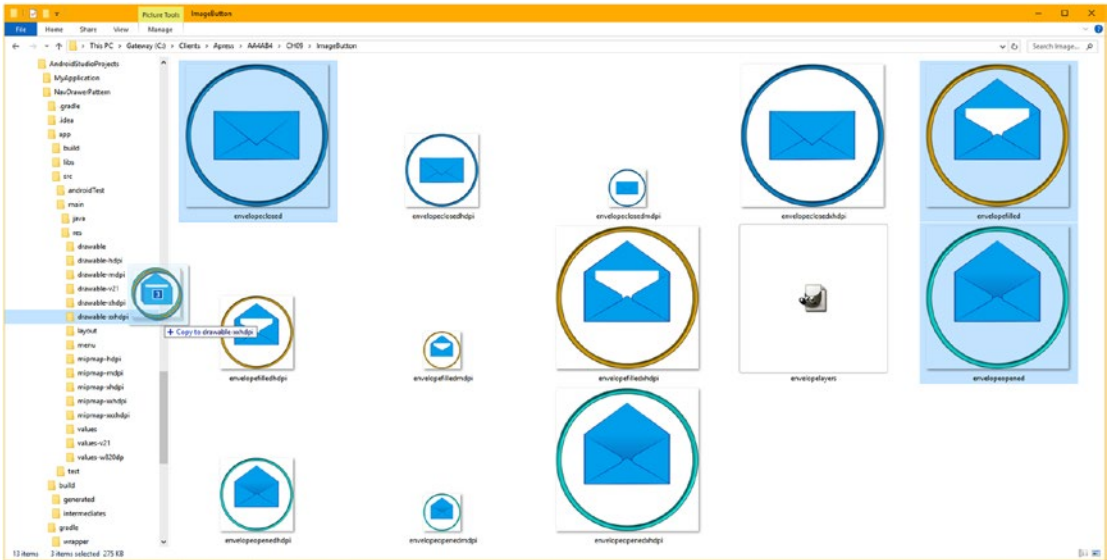 Picture Tools
ImageButton
File
Home
Share
View
Manage
This PC > Gateway (C:) > Clients > Apress > AA4AB4 > CH09 > ImageButton
Search Image...
AndroidStudioProjects
MyApplication
NavDrawerPattern
.gradle
.idea
app
build
libs
src
androidTest
main
java
res
drawable
drawable-hdpi
drawable-mdpi
drawable-v21
drawable-xhdpi
drawable-xxhdpi
layout
menu
mipmap-hdpi
mipmap-mdpi
mipmap-xhdpi
mipmap-xxhdpi
mipmap-xxxhdpi
values
values-v21
values-w820dp
test
build
generated
intermediates
gradle
wrapper
3
+ Copy to drawable-xxhdpi
envelopeclosed
envelopeclosedhdpi
envelopeclosedmdpi
envelopeclosedxhdpi
envelopefilled
envelopefilledhdpi
envelopefilledmdpi
envelopefilledxhdpi
envelopelayers
envelopeopened
envelopeopenedhdpi
envelopeopenedmdpi
envelopeopenedxhdpi
13 items
3 items selected 275 KB